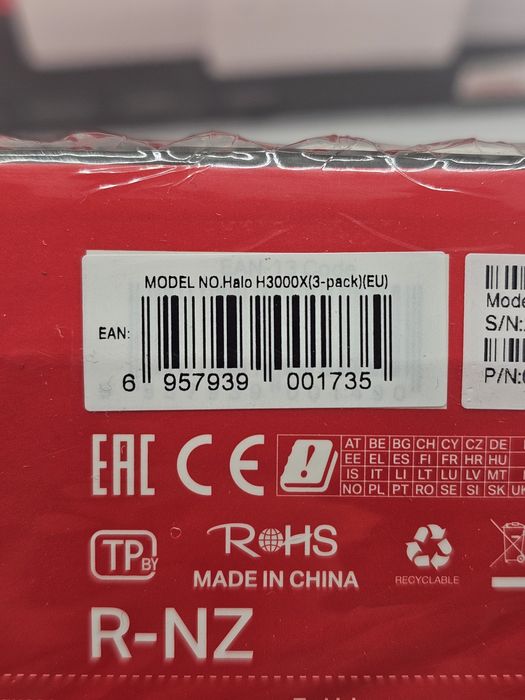 MODEL NO.Halo H3000X(3-pack)(EU)
EAN:
6 957939 001735
Mode
S/N:
P/N:
EAC CE
AT BE BG CH CY CZ DE
EE EL ES FI FR HR HU
IS IT LI LT LU LV MT
NO PL PT RO SE SI SK
TP BY
ROHS
MADE IN CHINA
RECYCLABLE
R-NZ